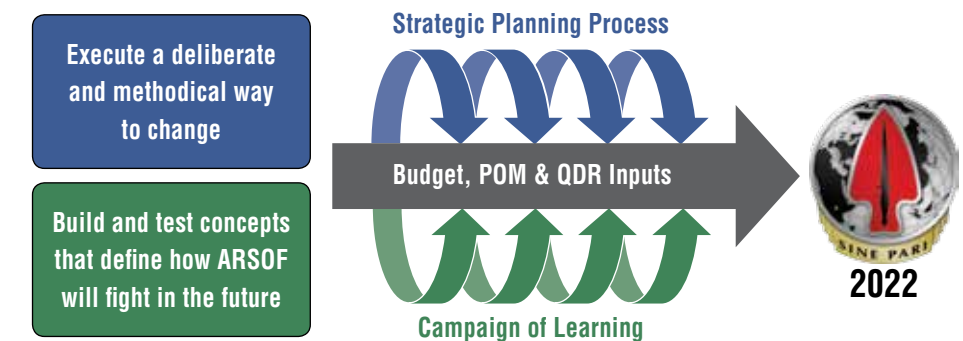 Execute a deliberate
and methodical way
to change
Build and test concepts
that define how ARSOF
will fight in the future
Strategic Planning Process
Budget, POM & QDR Inputs
Campaign of Learning
SINE PARI
2022